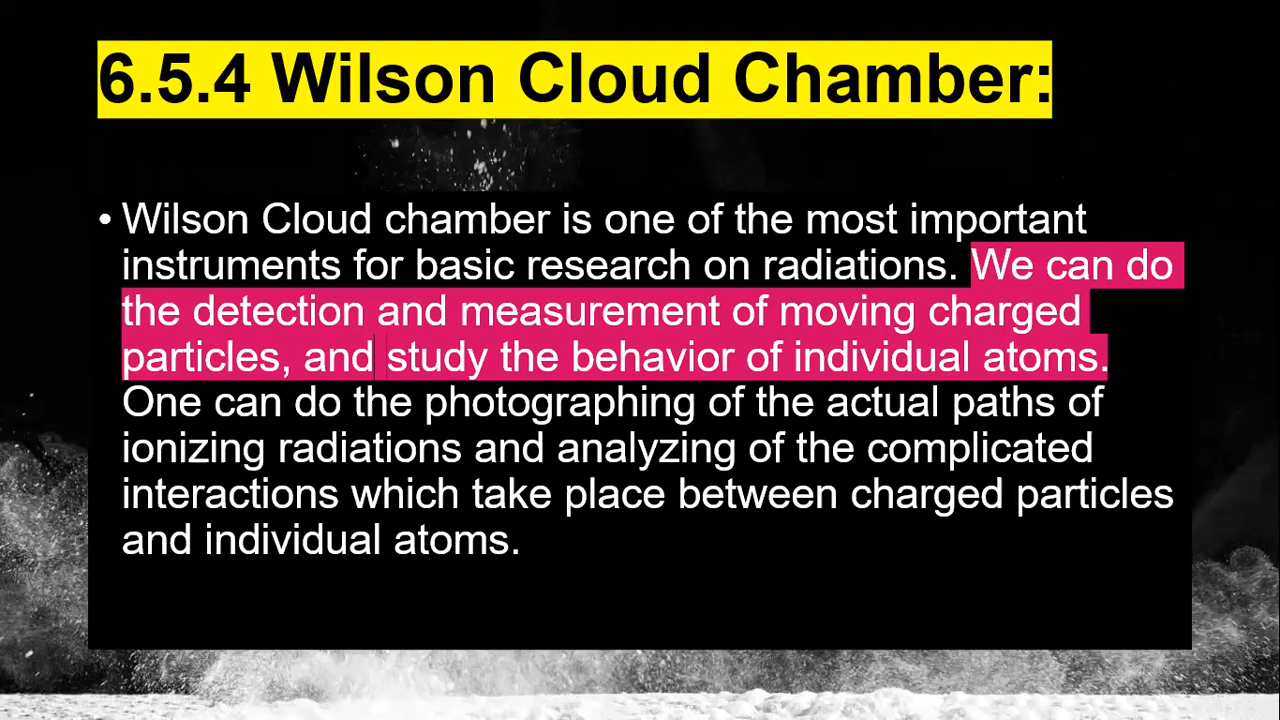 6.5.4 Wilson Cloud Chamber:
• Wilson Cloud chamber is one of the most important
instruments for basic research on radiations. We can do
the detection and measurement of moving charged
particles, and study the behavior of individual atoms.
One can do the photographing of the actual paths of
ionizing radiations and analyzing of the complicated
interactions which take place between charged particles
and individual atoms.